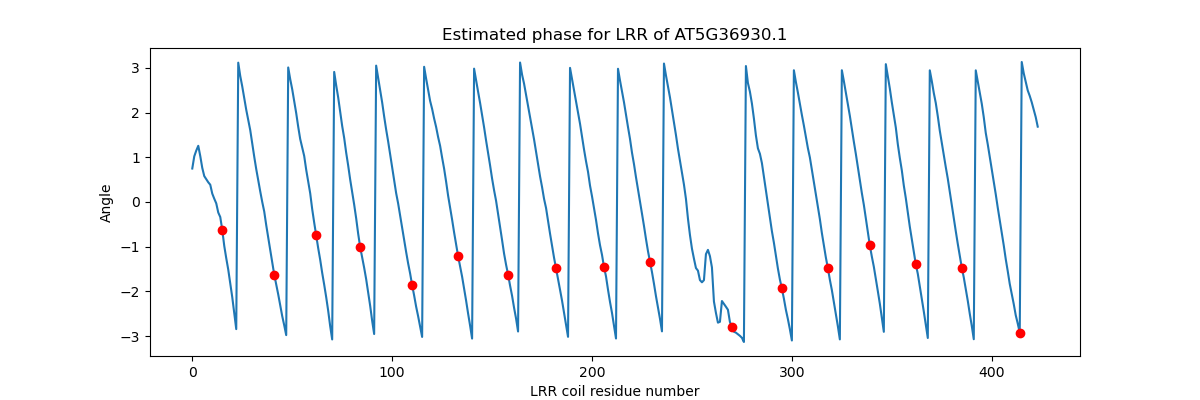 Estimated phase for LRR of AT5G36930.1
3
2
1
0
−1
−2
−3
Angle
0 100 200 300 400
LRR coil residue number